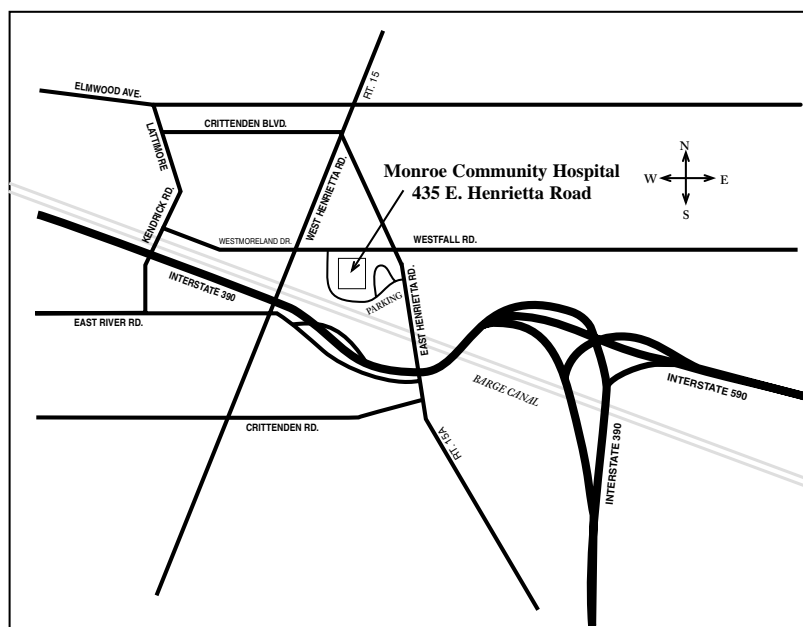 RT. 15
ELMWOOD AVE.
CRITTENDEN BLVD.
LATTIMORE
N
W E
S
Monroe Community Hospital
435 E. Henrietta Road
WEST HENRIETTA RD.
KENDRICK RD.
WESTMORELAND DR.
WESTFALL RD.
INTERSTATE 390
PARKING
EAST HENRIETTA RD.
EAST RIVER RD.
BARGE CANAL
INTERSTATE 590
CRITTENDEN RD.
RT. 15A
INTERSTATE 390